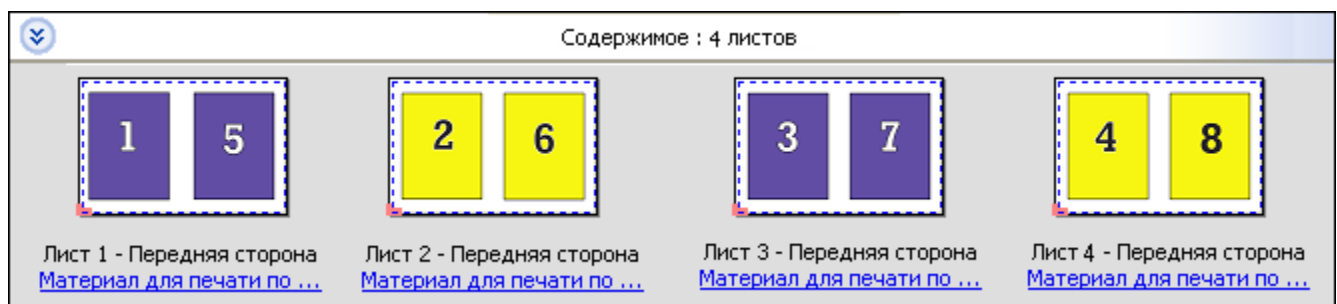 Содержимое : 4 листов
1 5
2 6
3 7
4 8
Лист 1 - Передняя сторона
Материал для печати по ...
Лист 2 - Передняя сторона
Материал для печати по ...
Лист 3 - Передняя сторона
Материал для печати по ...
Лист 4 - Передняя сторона
Материал для печати по ...